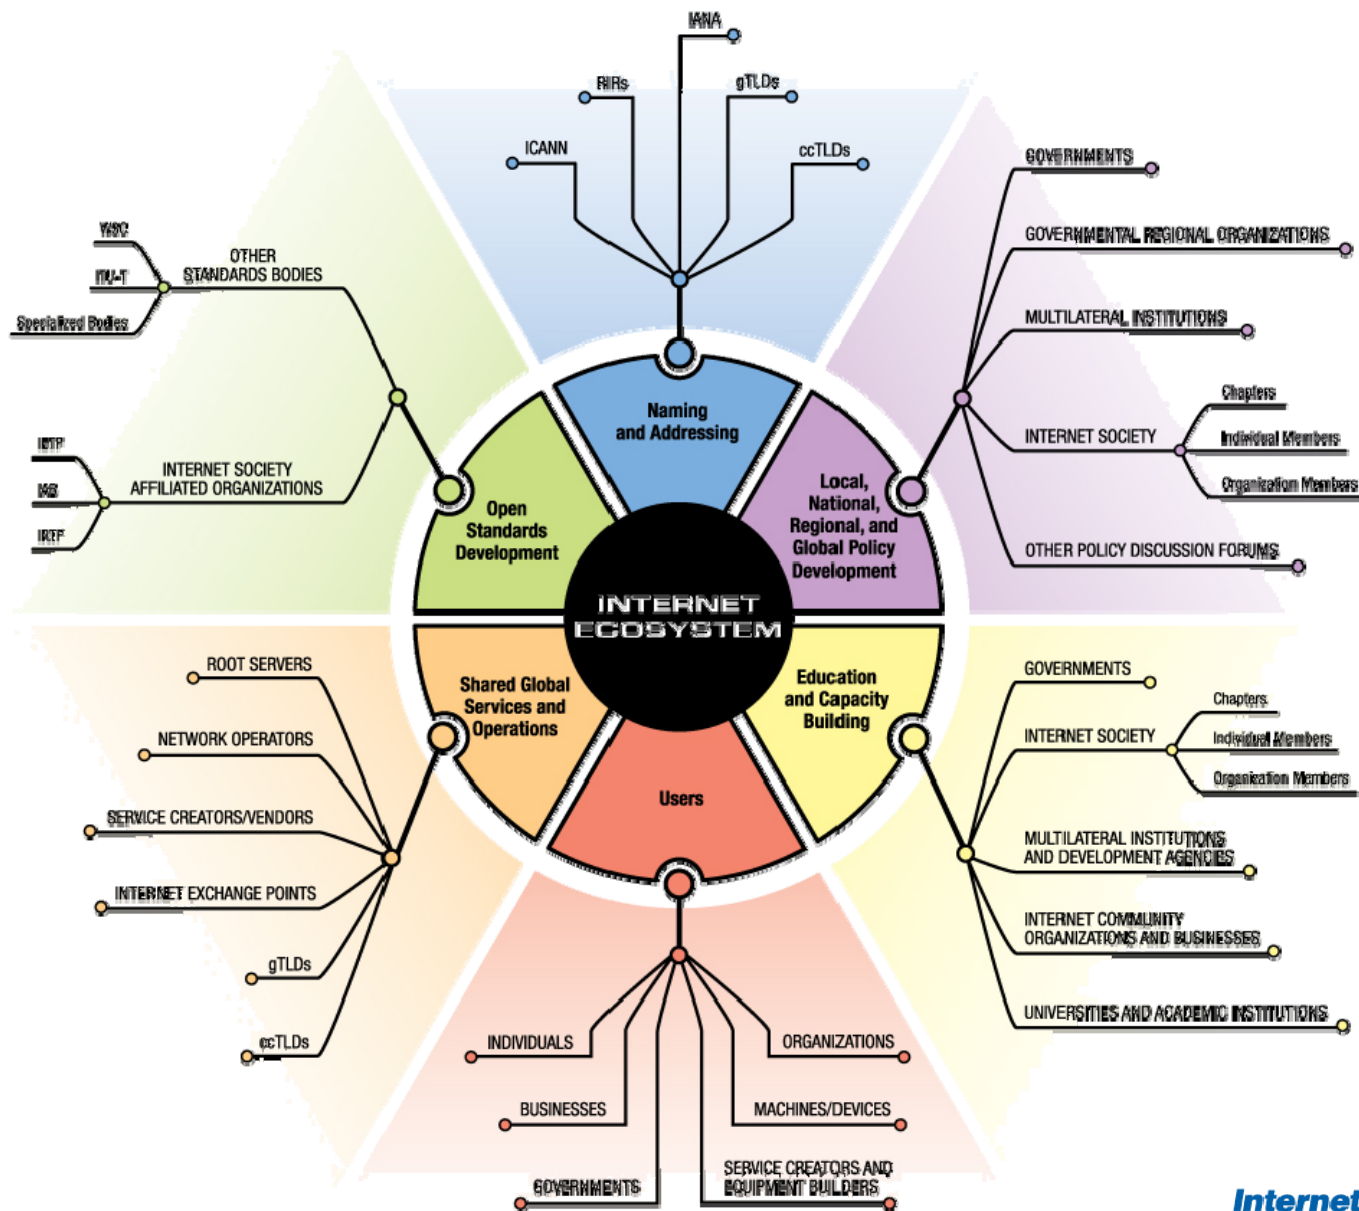 IANA
RIRs
gTLDs
ICANN
ccTLDs
GOVERNMENTS
GOVERNMENTAL REGIONAL ORGANIZATIONS
MULTILATERAL INSTITUTIONS
Chapters
INTERNET SOCIETY
Individual Members
Organization Members
OTHER POLICY DISCUSSION FORUMS
OTHER
STANDARDS BODIES
ITU-T
Specialized Bodies
INTERNET SOCIETY
AFFILIATED ORGANIZATIONS
IAB
Naming
and Addressing
Open
Standards
Development
Local,
National,
Regional, and
Global Policy
Development
INTERNET
ECOSYSTEM
Shared Global
Services and
Operations
Education
and Capacity
Building
Users
ROOT SERVERS
NETWORK OPERATORS
SERVICE CREATORS/VENDORS
INTERNET EXCHANGE POINTS
gTLDs
ccTLDs
GOVERNMENTS
Chapters
INTERNET SOCIETY
Individual Members
Organization Members
MULTILATERAL INSTITUTIONS
AND DEVELOPMENT AGENCIES
INTERNET COMMUNITY
ORGANIZATIONS AND BUSINESSES
UNIVERSITIES AND ACADEMIC INSTITUTIONS
INDIVIDUALS
ORGANIZATIONS
BUSINESSES
MACHINES/DEVICES
GOVERNMENTS
SERVICE CREATORS AND
EQUIPMENT BUILDERS
Internet